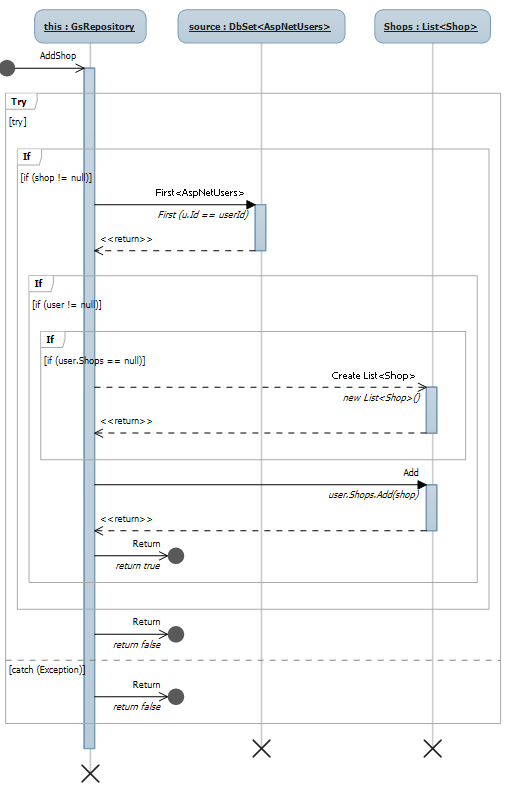 this : GsRepository
source : DbSet<AspNetUsers>
Shops : List<Shop>
AddShop
Try
[try]
If
[if (shop != null)]
First<AspNetUsers>
First (u.Id == userId)
<<return>>
If
[if (user != null)]
If
[if (user.Shops == null)]
Create List<Shop>
new List<Shop>()
<<return>>
Add
user.Shops.Add(shop)
<<return>>
Return
return true
Return
return false
[catch (Exception)]
Return
return false